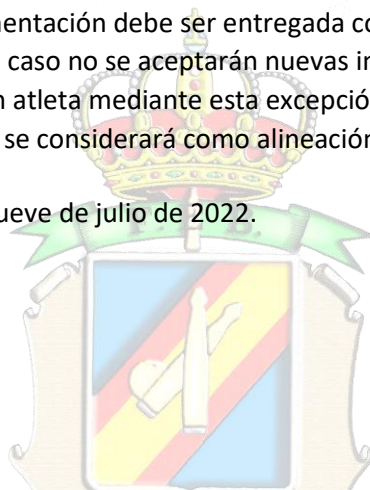 mentación debe ser entregada co
caso no se aceptarán nuevas in
n atleta mediante esta excepció
se considerará como alineación
ueve de julio de 2022.